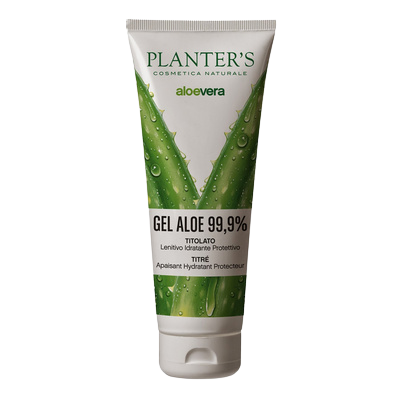 PLANTER'S
COSMETICA NATURALE
aloevera
GEL ALOE 99,9%
TITOLATO
Lenitivo Idratante Protettivo
TITRÉ
Apaisant Hydratant Protecteur